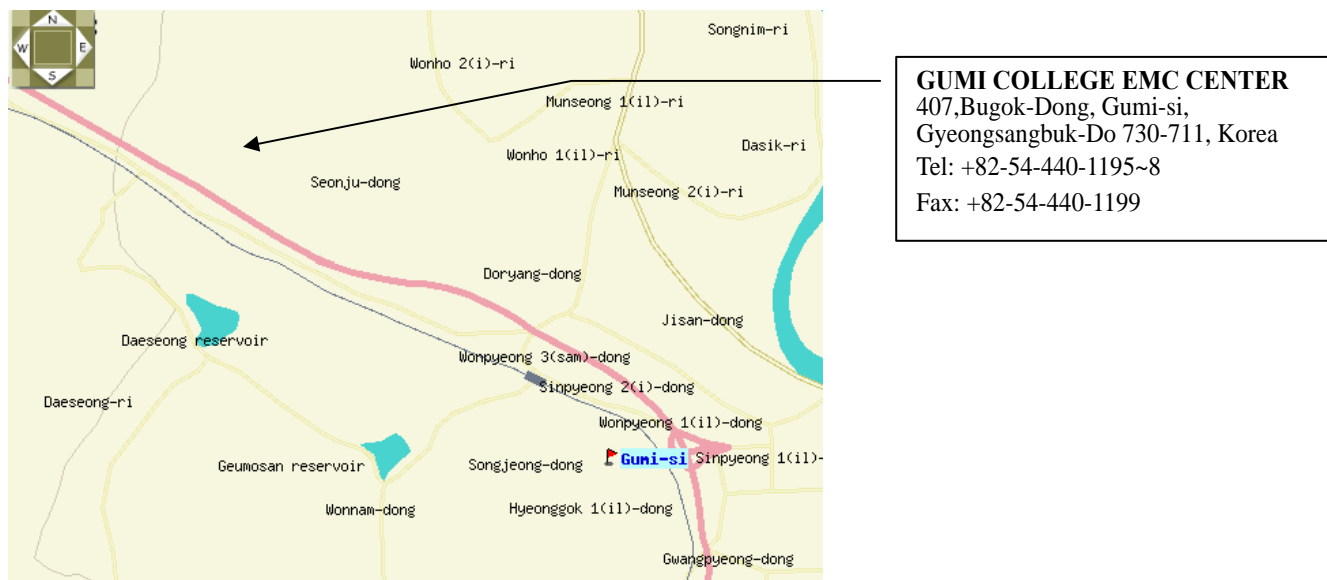 N
W E
S
Songnim-ri
Wonho 2(i)-ri
Munseong 1(il)-ri
Dasik-ri
Wonho 1(il)-ri
Seonju-dong
Munseong 2(i)-ri
Doryang-dong
Jisan-dong
Daeseong reservoir
Wonpyeong 3(sam)-dong
Sinpyeong 2(i)-dong
Daeseong-ri
Wonpyeong 1(il)-dong
Gumi-si
Sinpyeong 1(il)-
Geumosan reservoir
Songjeong-dong
Wonnam-dong
Hyeonggok 1(il)-dong
Gwangpyeong-dong
GUMI COLLEGE EMC CENTER
407,Bugok-Dong, Gumi-si,
Gyeongsangbuk-Do 730-711, Korea
Tel: +82-54-440-1195~8
Fax: +82-54-440-1199